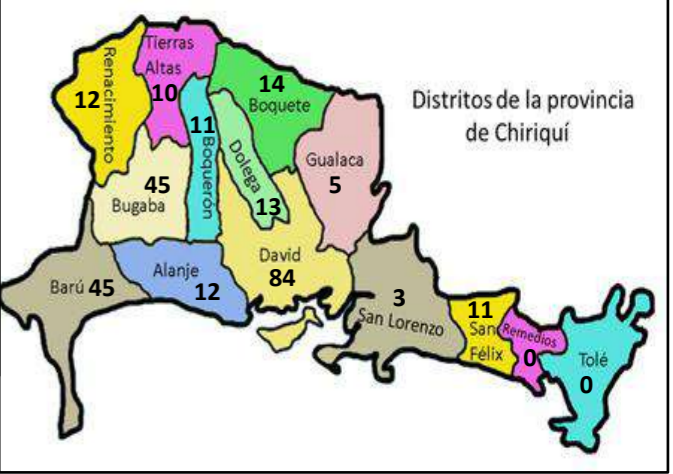 Distritos de la provincia
de Chiriquí
Renacimiento
12
Tierras
Altas
10
14
Boquete
11
Boquerón
Dolega
13
Gualaca
5
45
Bugaba
David
84
Barú 45
Alanje
12
3
San Lorenzo
11
San
Félix
Remedios
0
Tolé
0